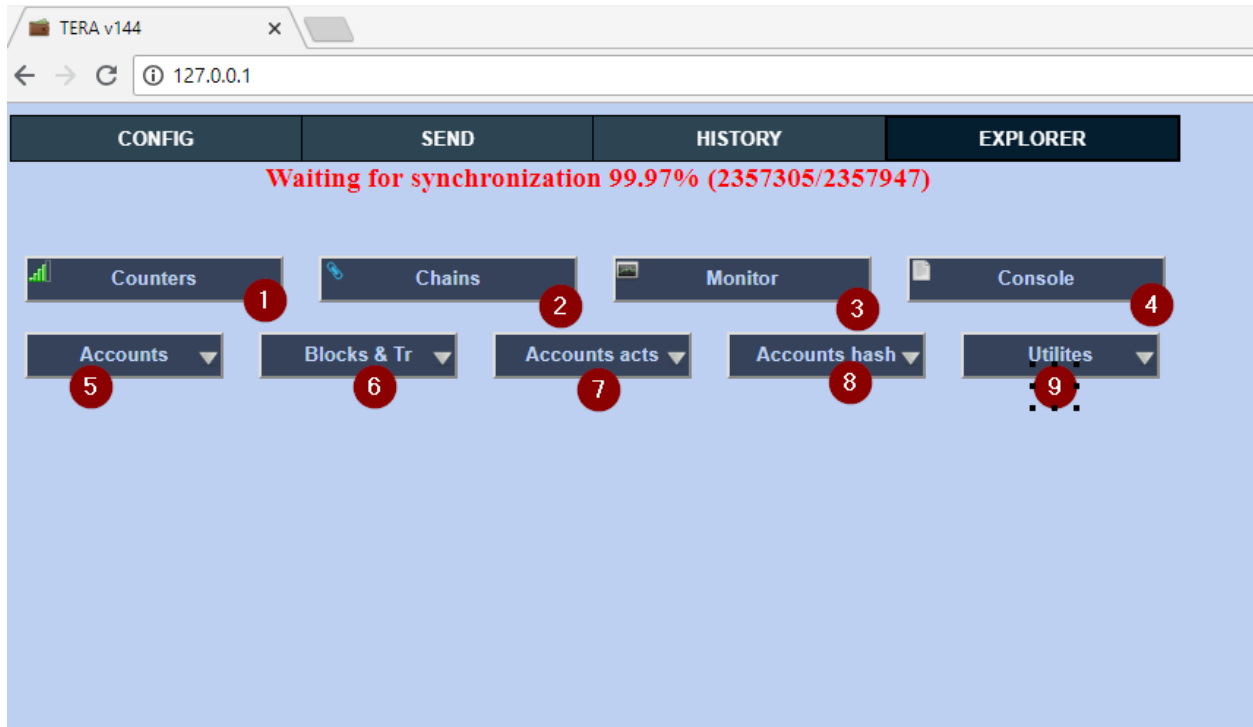 TERA v144
127.0.0.1
CONFIG SEND HISTORY EXPLORER
Waiting for synchronization 99.97% (2357305/2357947)
Counters Chains Monitor Console
1 2 3 4
Accounts Blocks & Tr Accounts acts Accounts hash Utilites
5 6 7 8 9